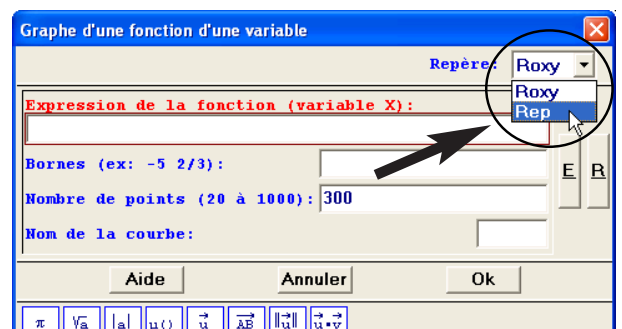 Graphe d'une fonction d'une variable
Repère: Roxy
Roxy
Rep
Expression de la fonction (variable X):
Bornes (ex: -5 2/3):
E R
Nombre de points (20 à 1000): 300
Nom de la courbe:
Aide Annuler Ok
π √a |a| u() u⃗ AB⃗ ‖u⃗‖ u⃗•v⃗